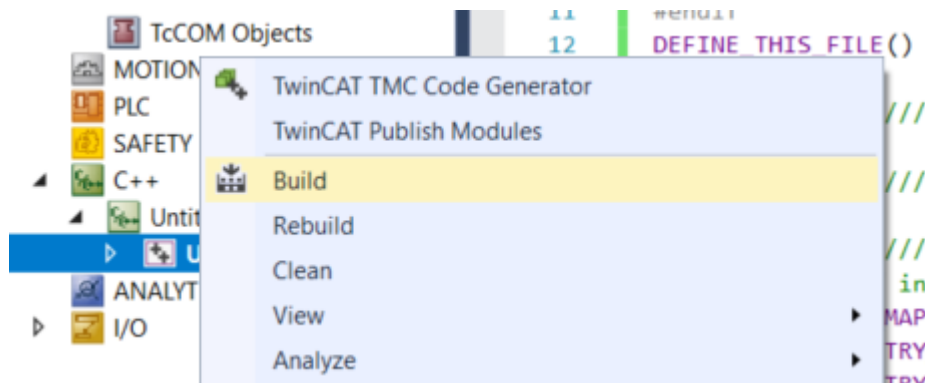 11 #endif
TcCOM Objects
12 DEFINE_THIS_FILE()
MOTION
TwinCAT TMC Code Generator
PLC
///
TwinCAT Publish Modules
SAFETY
C++
Build
///
Untit
Rebuild
U
///
Clean
ANALYT
in
View
MAP
I/O
Analyze
TRY
TRY